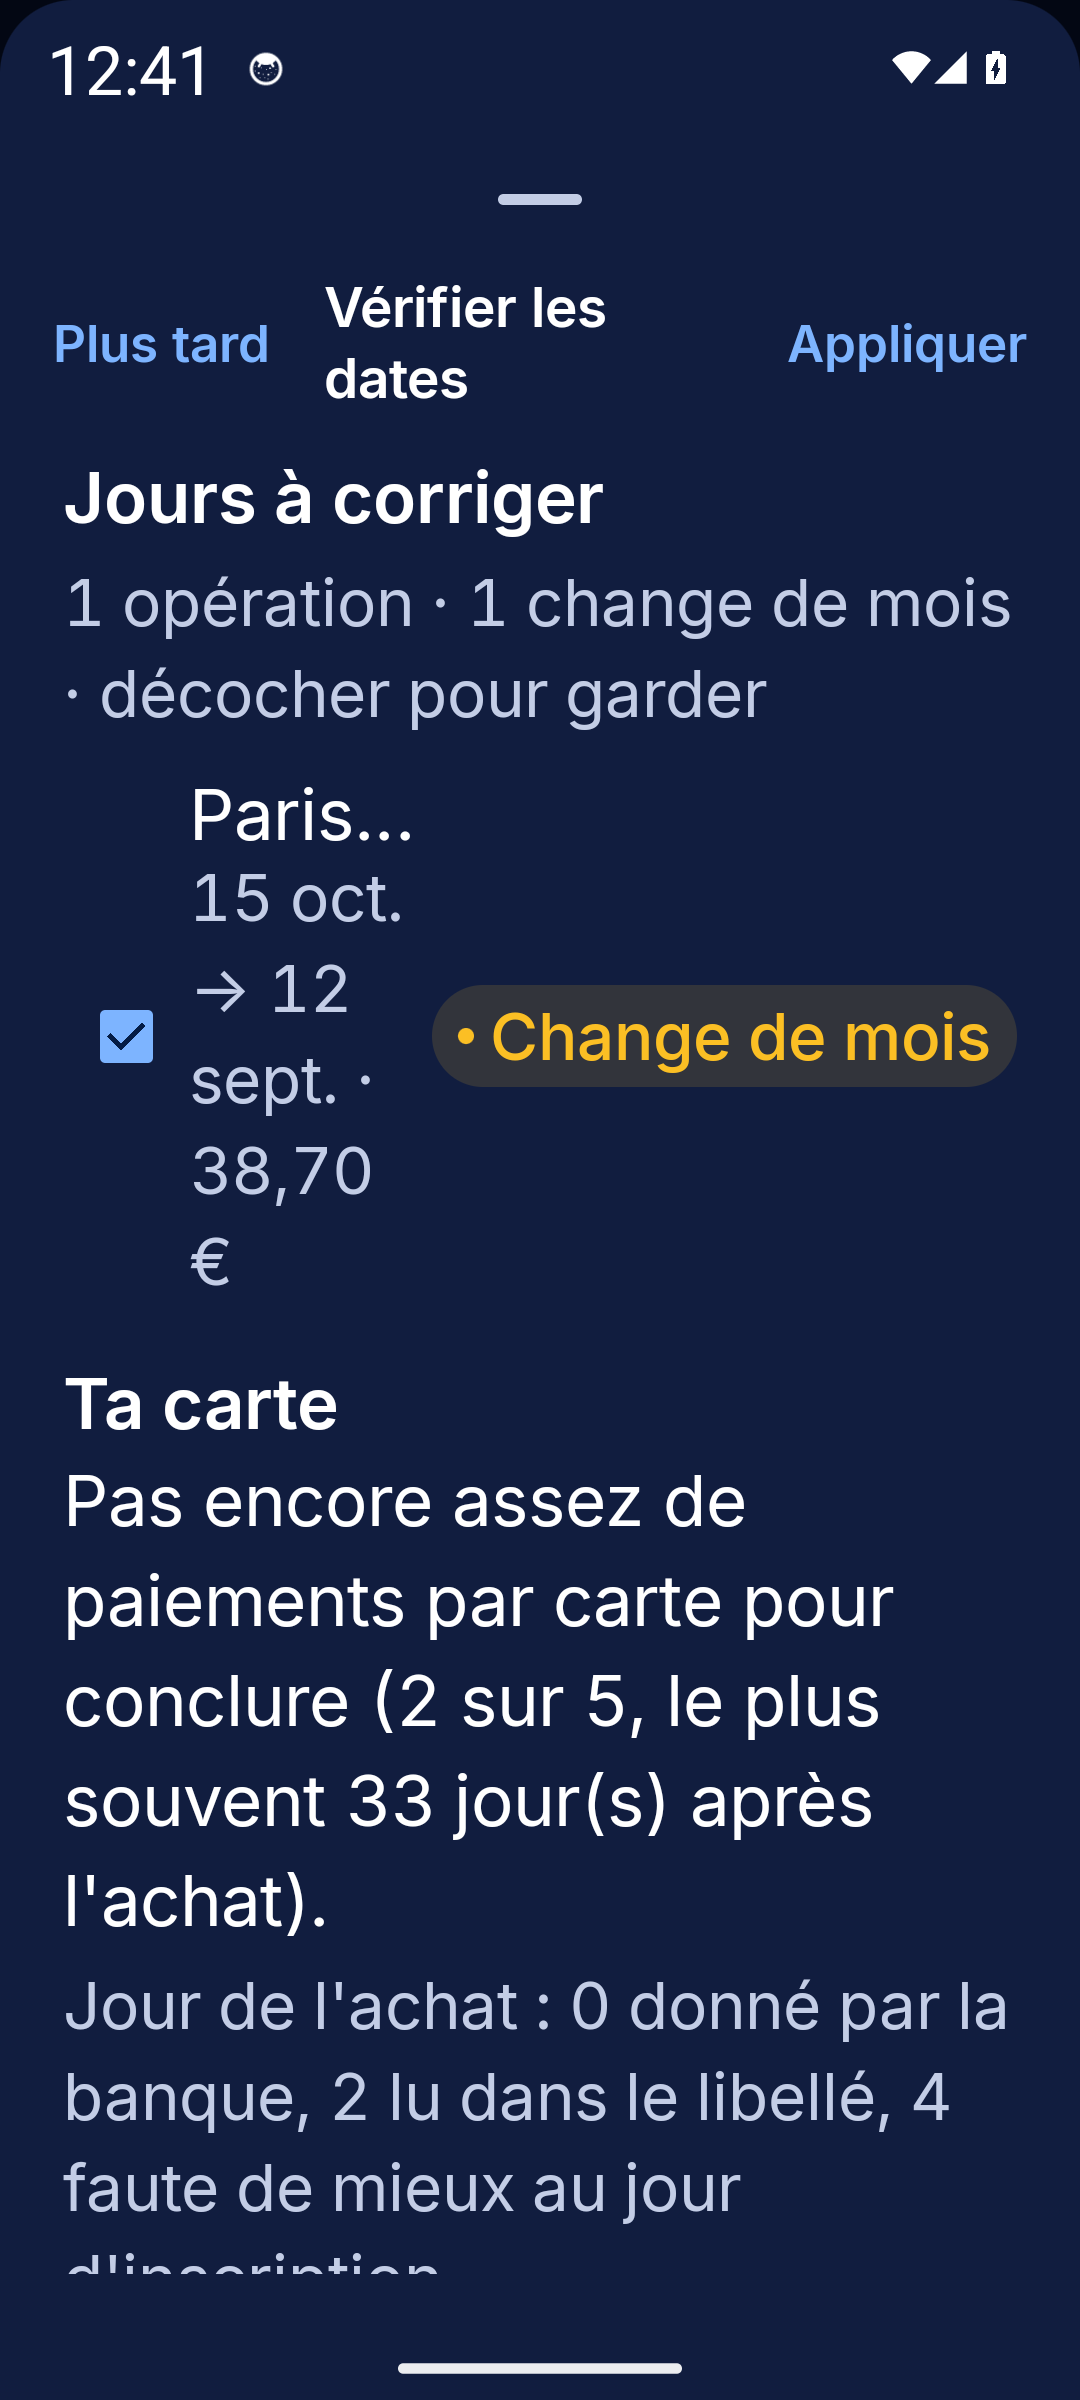 12:41
Plus tard
Vérifier les
dates
Appliquer
Jours à corriger
1 opération · 1 change de mois
· décocher pour garder
Paris...
15 oct.
→ 12
sept. ·
38,70
€
• Change de mois
Ta carte
Pas encore assez de
paiements par carte pour
conclure (2 sur 5, le plus
souvent 33 jour(s) après
l'achat).
Jour de l'achat : 0 donné par la
banque, 2 lu dans le libellé, 4
faute de mieux au jour
d'inscription